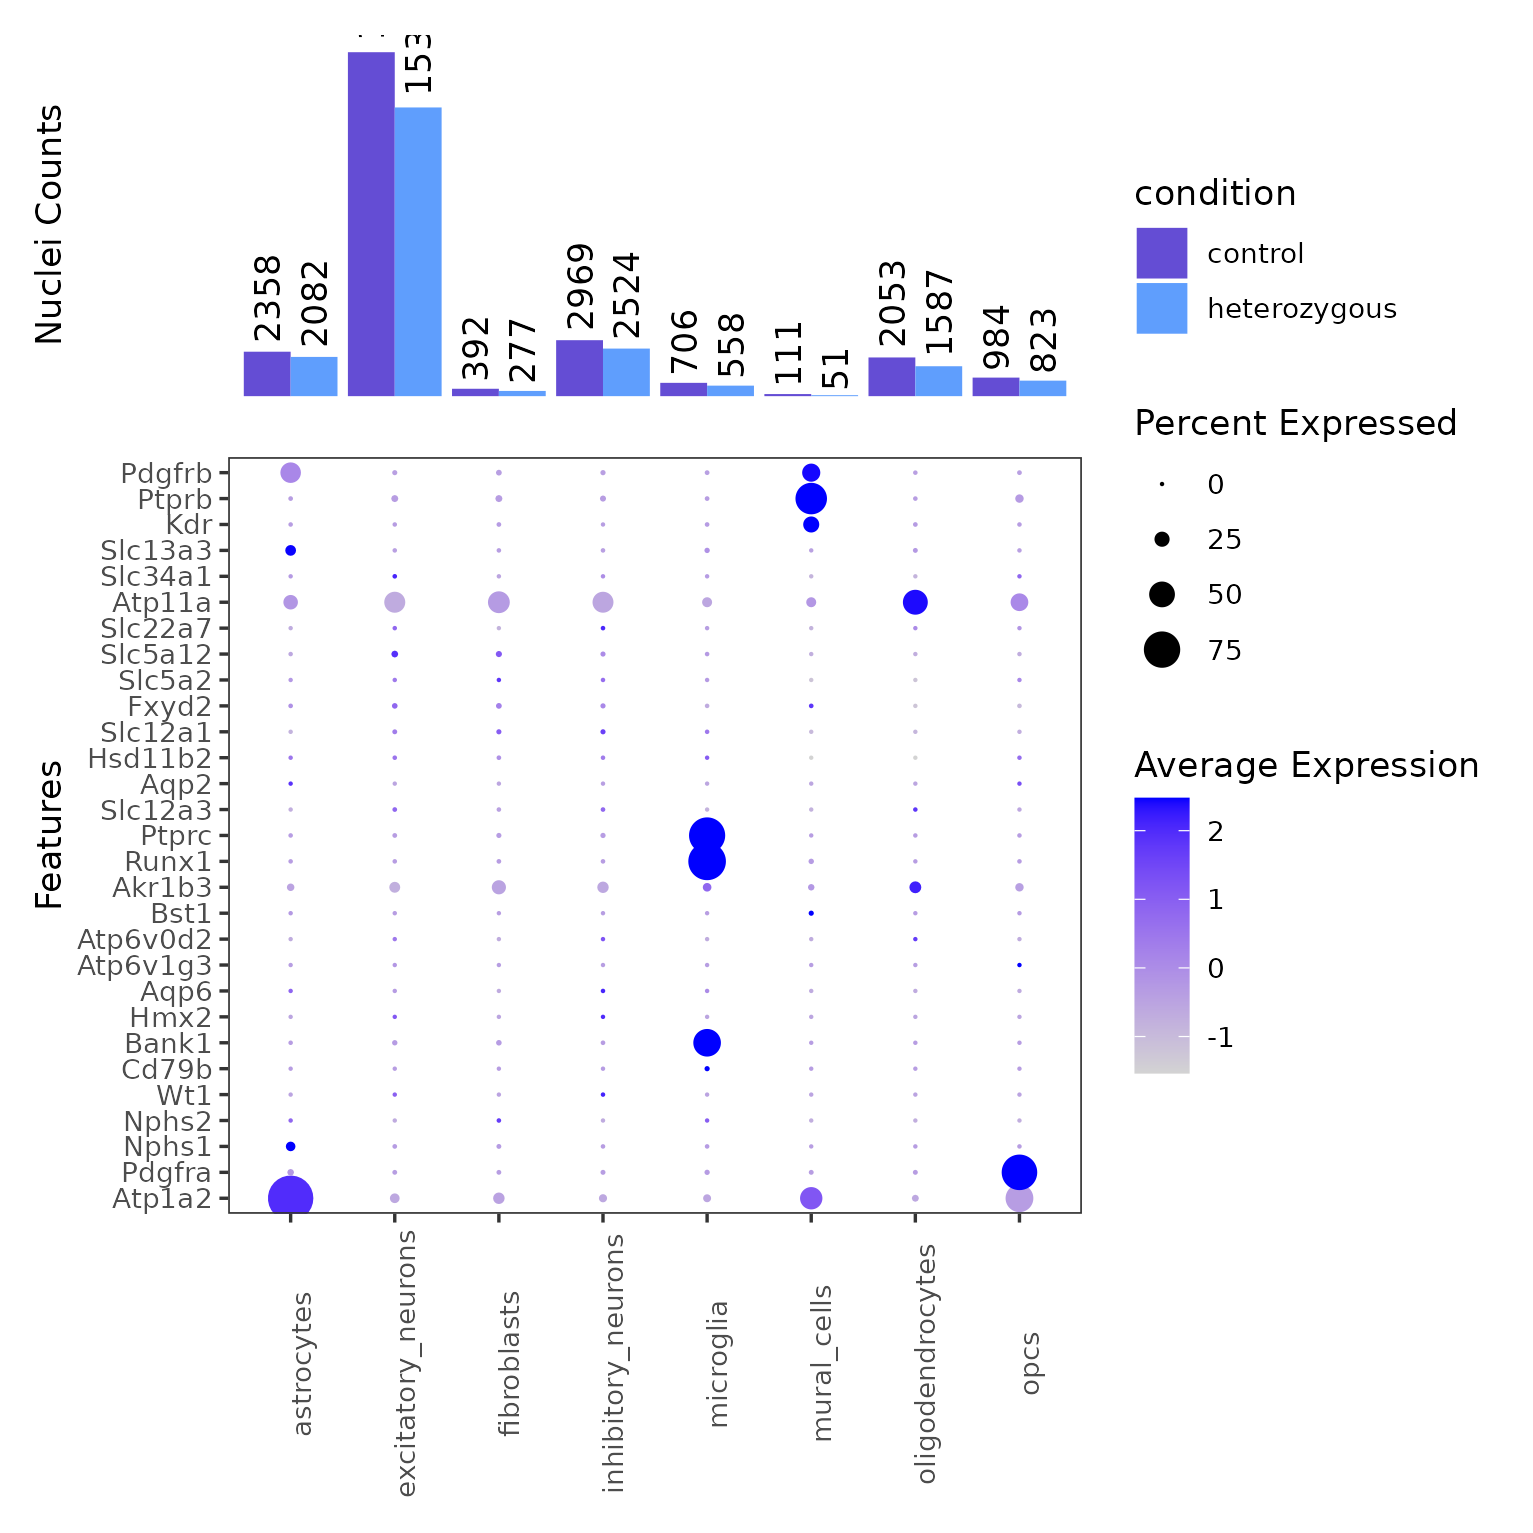 Nuclei Counts
2358
2082
392
277
2969
2524
706
558
111
51
2053
1587
984
823
condition
control
heterozygous
Percent Expressed
0
25
50
75
Average Expression
2
1
0
-1
Features
Pdgfrb
Ptprb
Kdr
Slc13a3
Slc34a1
Atp11a
Slc22a7
Slc5a12
Slc5a2
Fxyd2
Slc12a1
Hsd11b2
Aqp2
Slc12a3
Ptprc
Runx1
Akr1b3
Bst1
Atp6v0d2
Atp6v1g3
Aqp6
Hmx2
Bank1
Cd79b
Wt1
Nphs2
Nphs1
Pdgfra
Atp1a2
astrocytes
excitatory_neurons
fibroblasts
inhibitory_neurons
microglia
mural_cells
oligodendrocytes
opcs